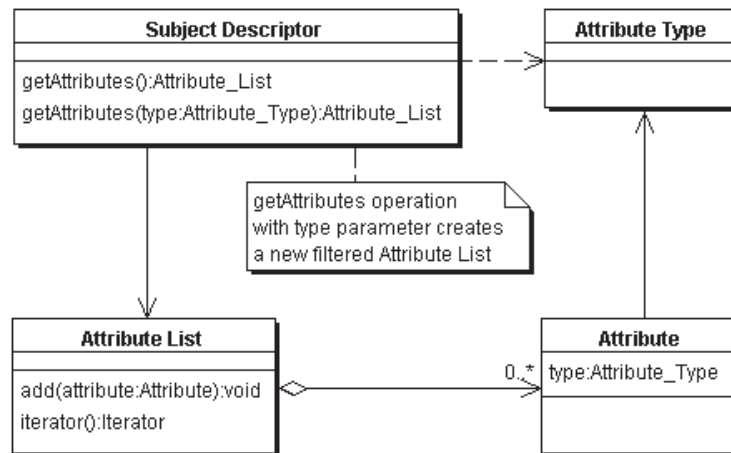 Subject Descriptor
getAttributes():Attribute_List
getAttributes(type:Attribute_Type):Attribute_List
Attribute Type
getAttributes operation
with type parameter creates
a new filtered Attribute List
Attribute List
add(attribute:Attribute):void
iterator():Iterator
0..*
Attribute
type:Attribute_Type